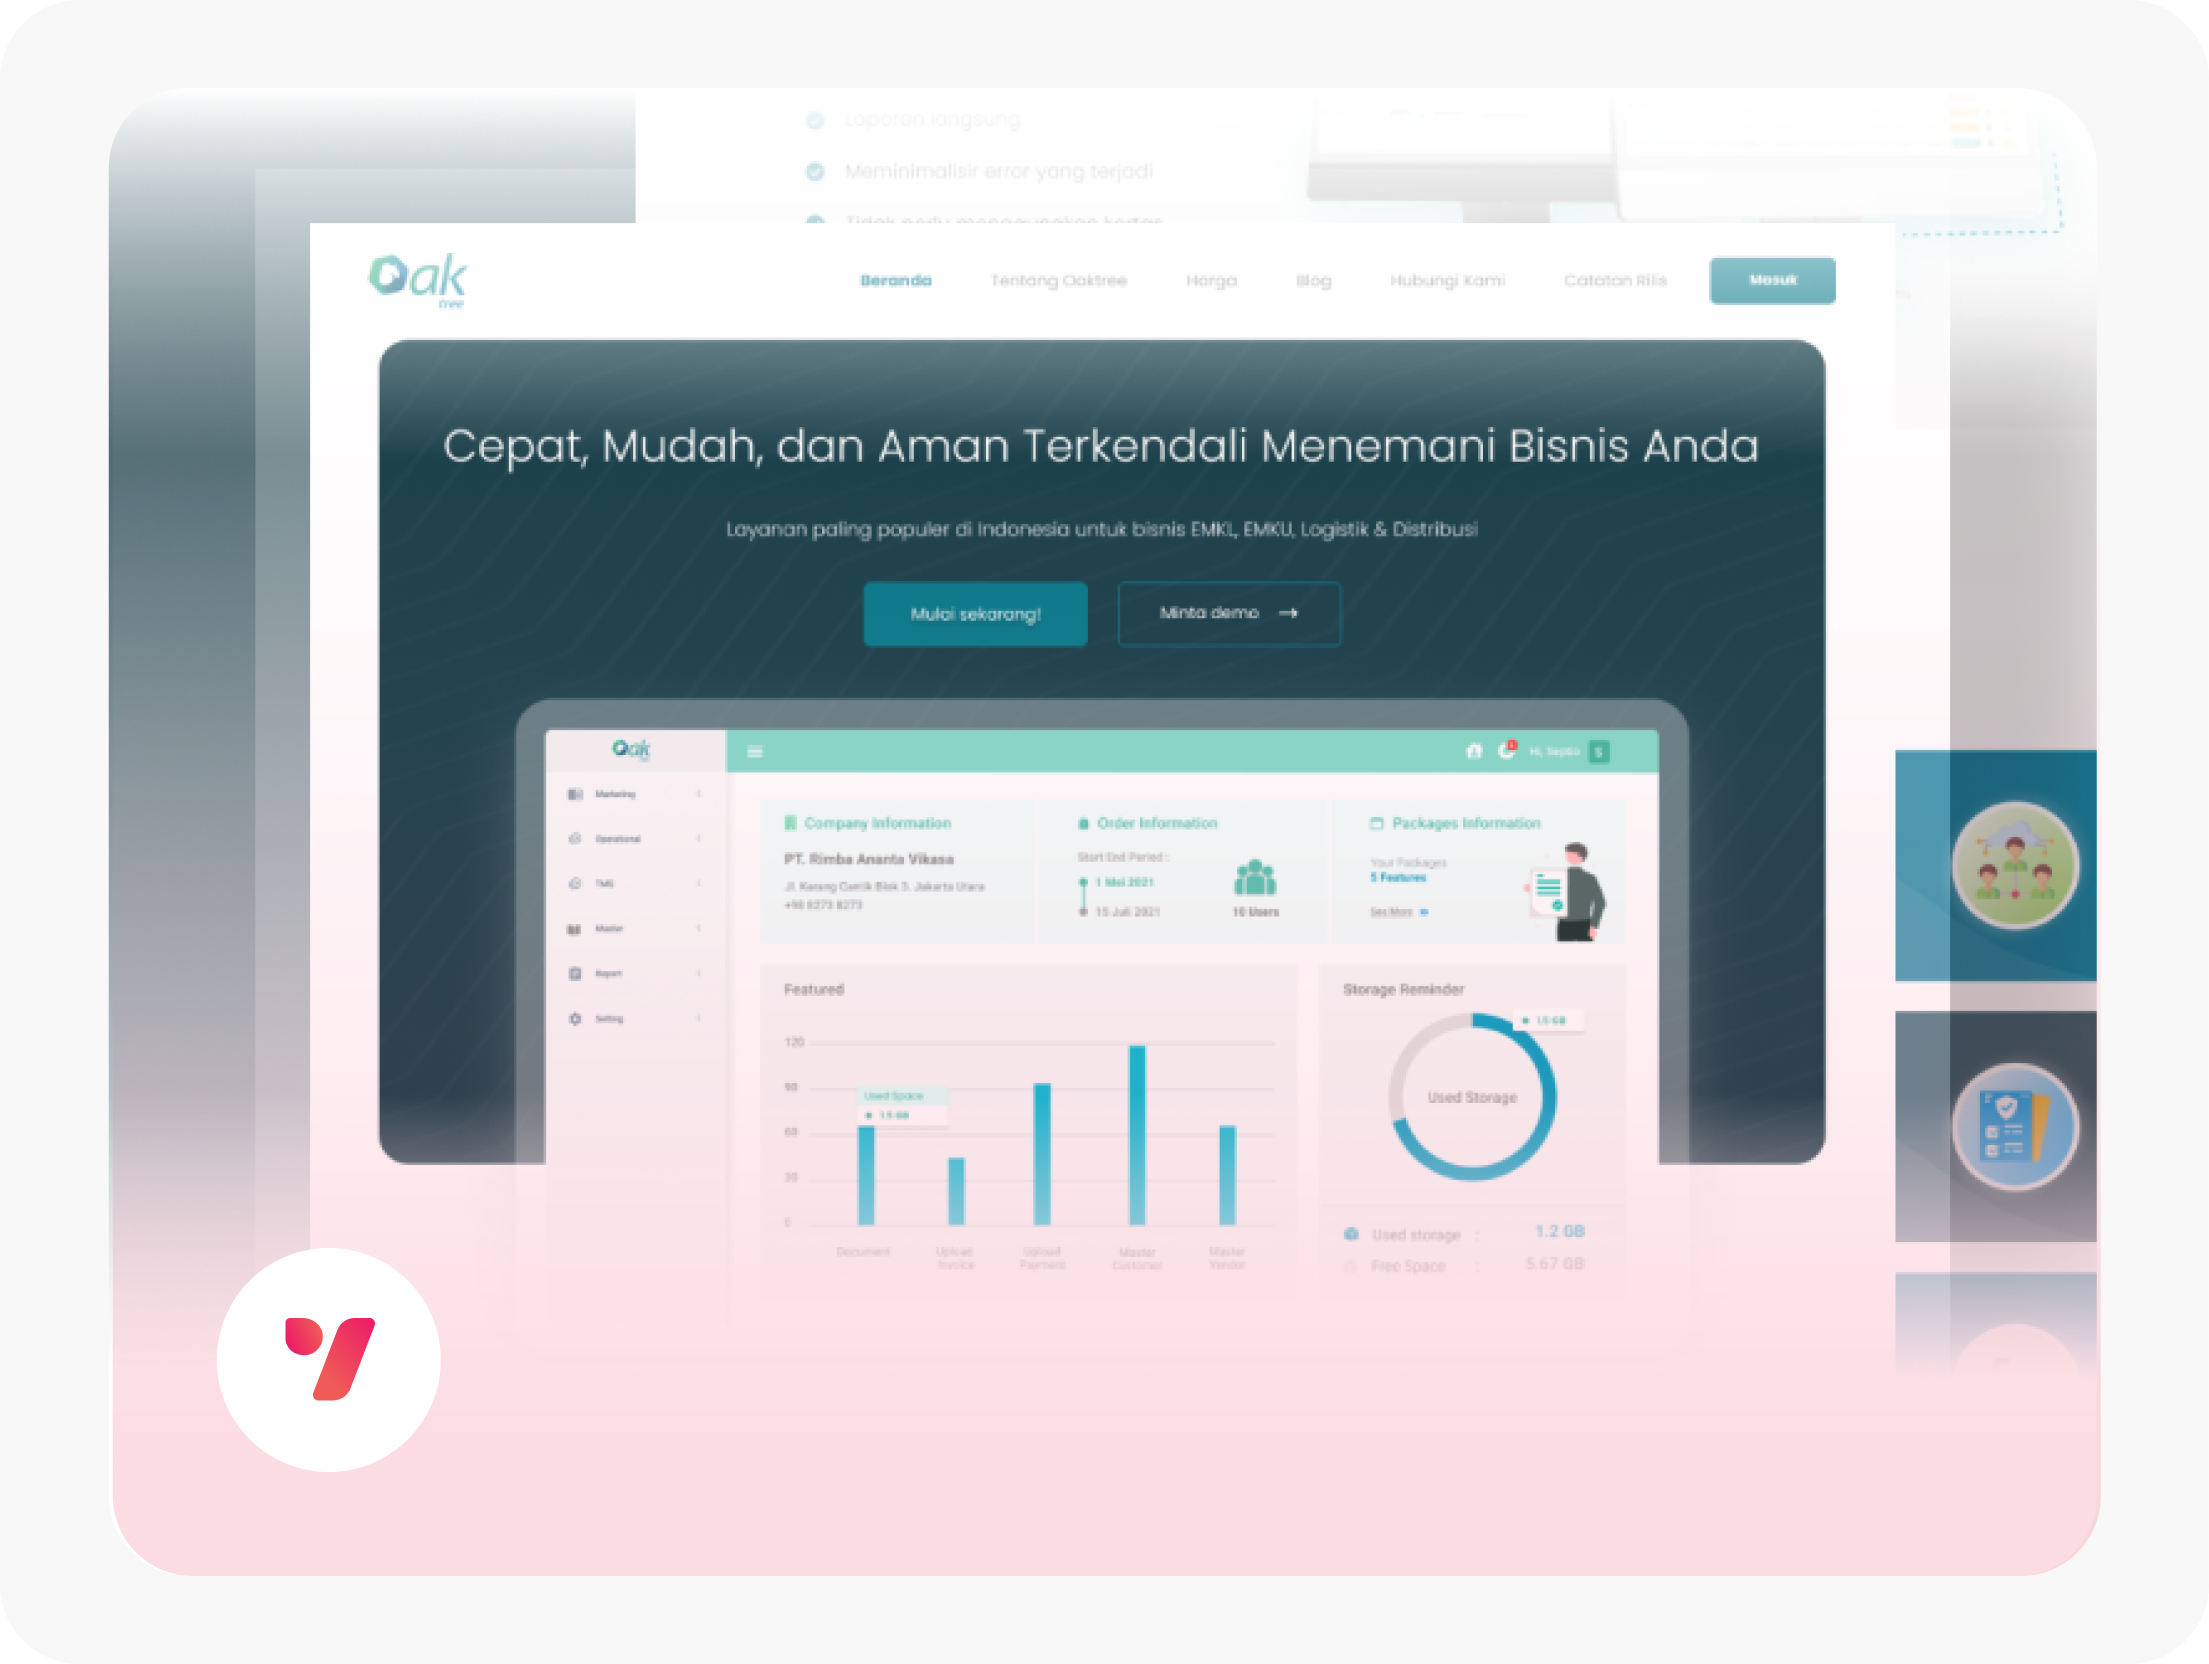 Laporan langsung
Meminimalisir error yang terjadi
Tidak perlu menggunakan kertas
Oak
tree
Beranda
Tentang Oaktree
Harga
Blog
Hubungi Kami
Catatan Rilis
Masuk
Cepat, Mudah, dan Aman Terkendali Menemani Bisnis Anda
Layanan paling populer di Indonesia untuk bisnis EMKL, EMKU, Logistik & Distribusi
Mulai sekarang!
Minta demo →
Oak
Hi, Septio
S
Marketing
Operational
TMS
Master
Report
Setting
Company Information
PT. Rimba Ananta Vikasa
Jl. Karang Cantik Blok 3. Jakarta Utara
+98 8273 8273
Order Information
Start End Period :
1 Mei 2021
15 Juli 2021
10 Users
Packages Information
Your Packages
5 Features
See More
Featured
120
90
60
30
0
Used Space
1.5 GB
Document
Upload
Invoice
Upload
Payment
Master
Customer
Master
Vendor
Storage Reminder
1.5 GB
Used Storage
Used storage : 1.2 GB
Free Space : 5.67 GB